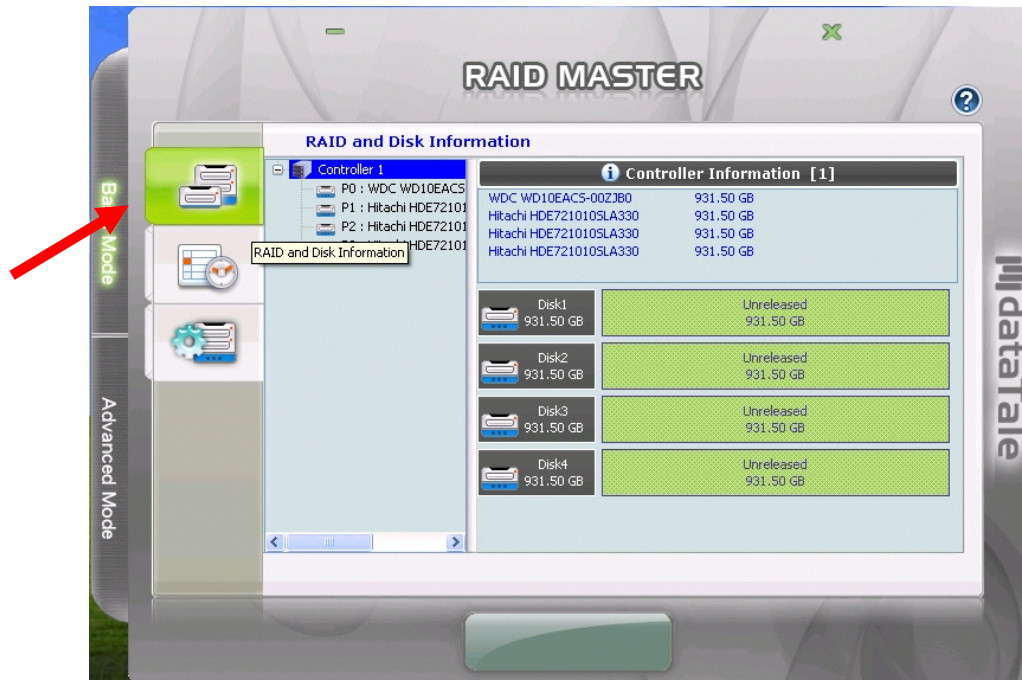 RAID MASTER
RAID and Disk Information
Controller 1
P0 : WDC WD10EACS
P1 : Hitachi HDE72101
P2 : Hitachi HDE72101
HDE72101
RAID and Disk Information
Controller Information [1]
WDC WD10EACS-00ZJB0 931.50 GB
Hitachi HDE721010SLA330 931.50 GB
Hitachi HDE721010SLA330 931.50 GB
Hitachi HDE721010SLA330 931.50 GB
Disk1
931.50 GB
Unreleased
931.50 GB
Disk2
931.50 GB
Unreleased
931.50 GB
Disk3
931.50 GB
Unreleased
931.50 GB
Disk4
931.50 GB
Unreleased
931.50 GB
Mode
Advanced Mode
dataTale